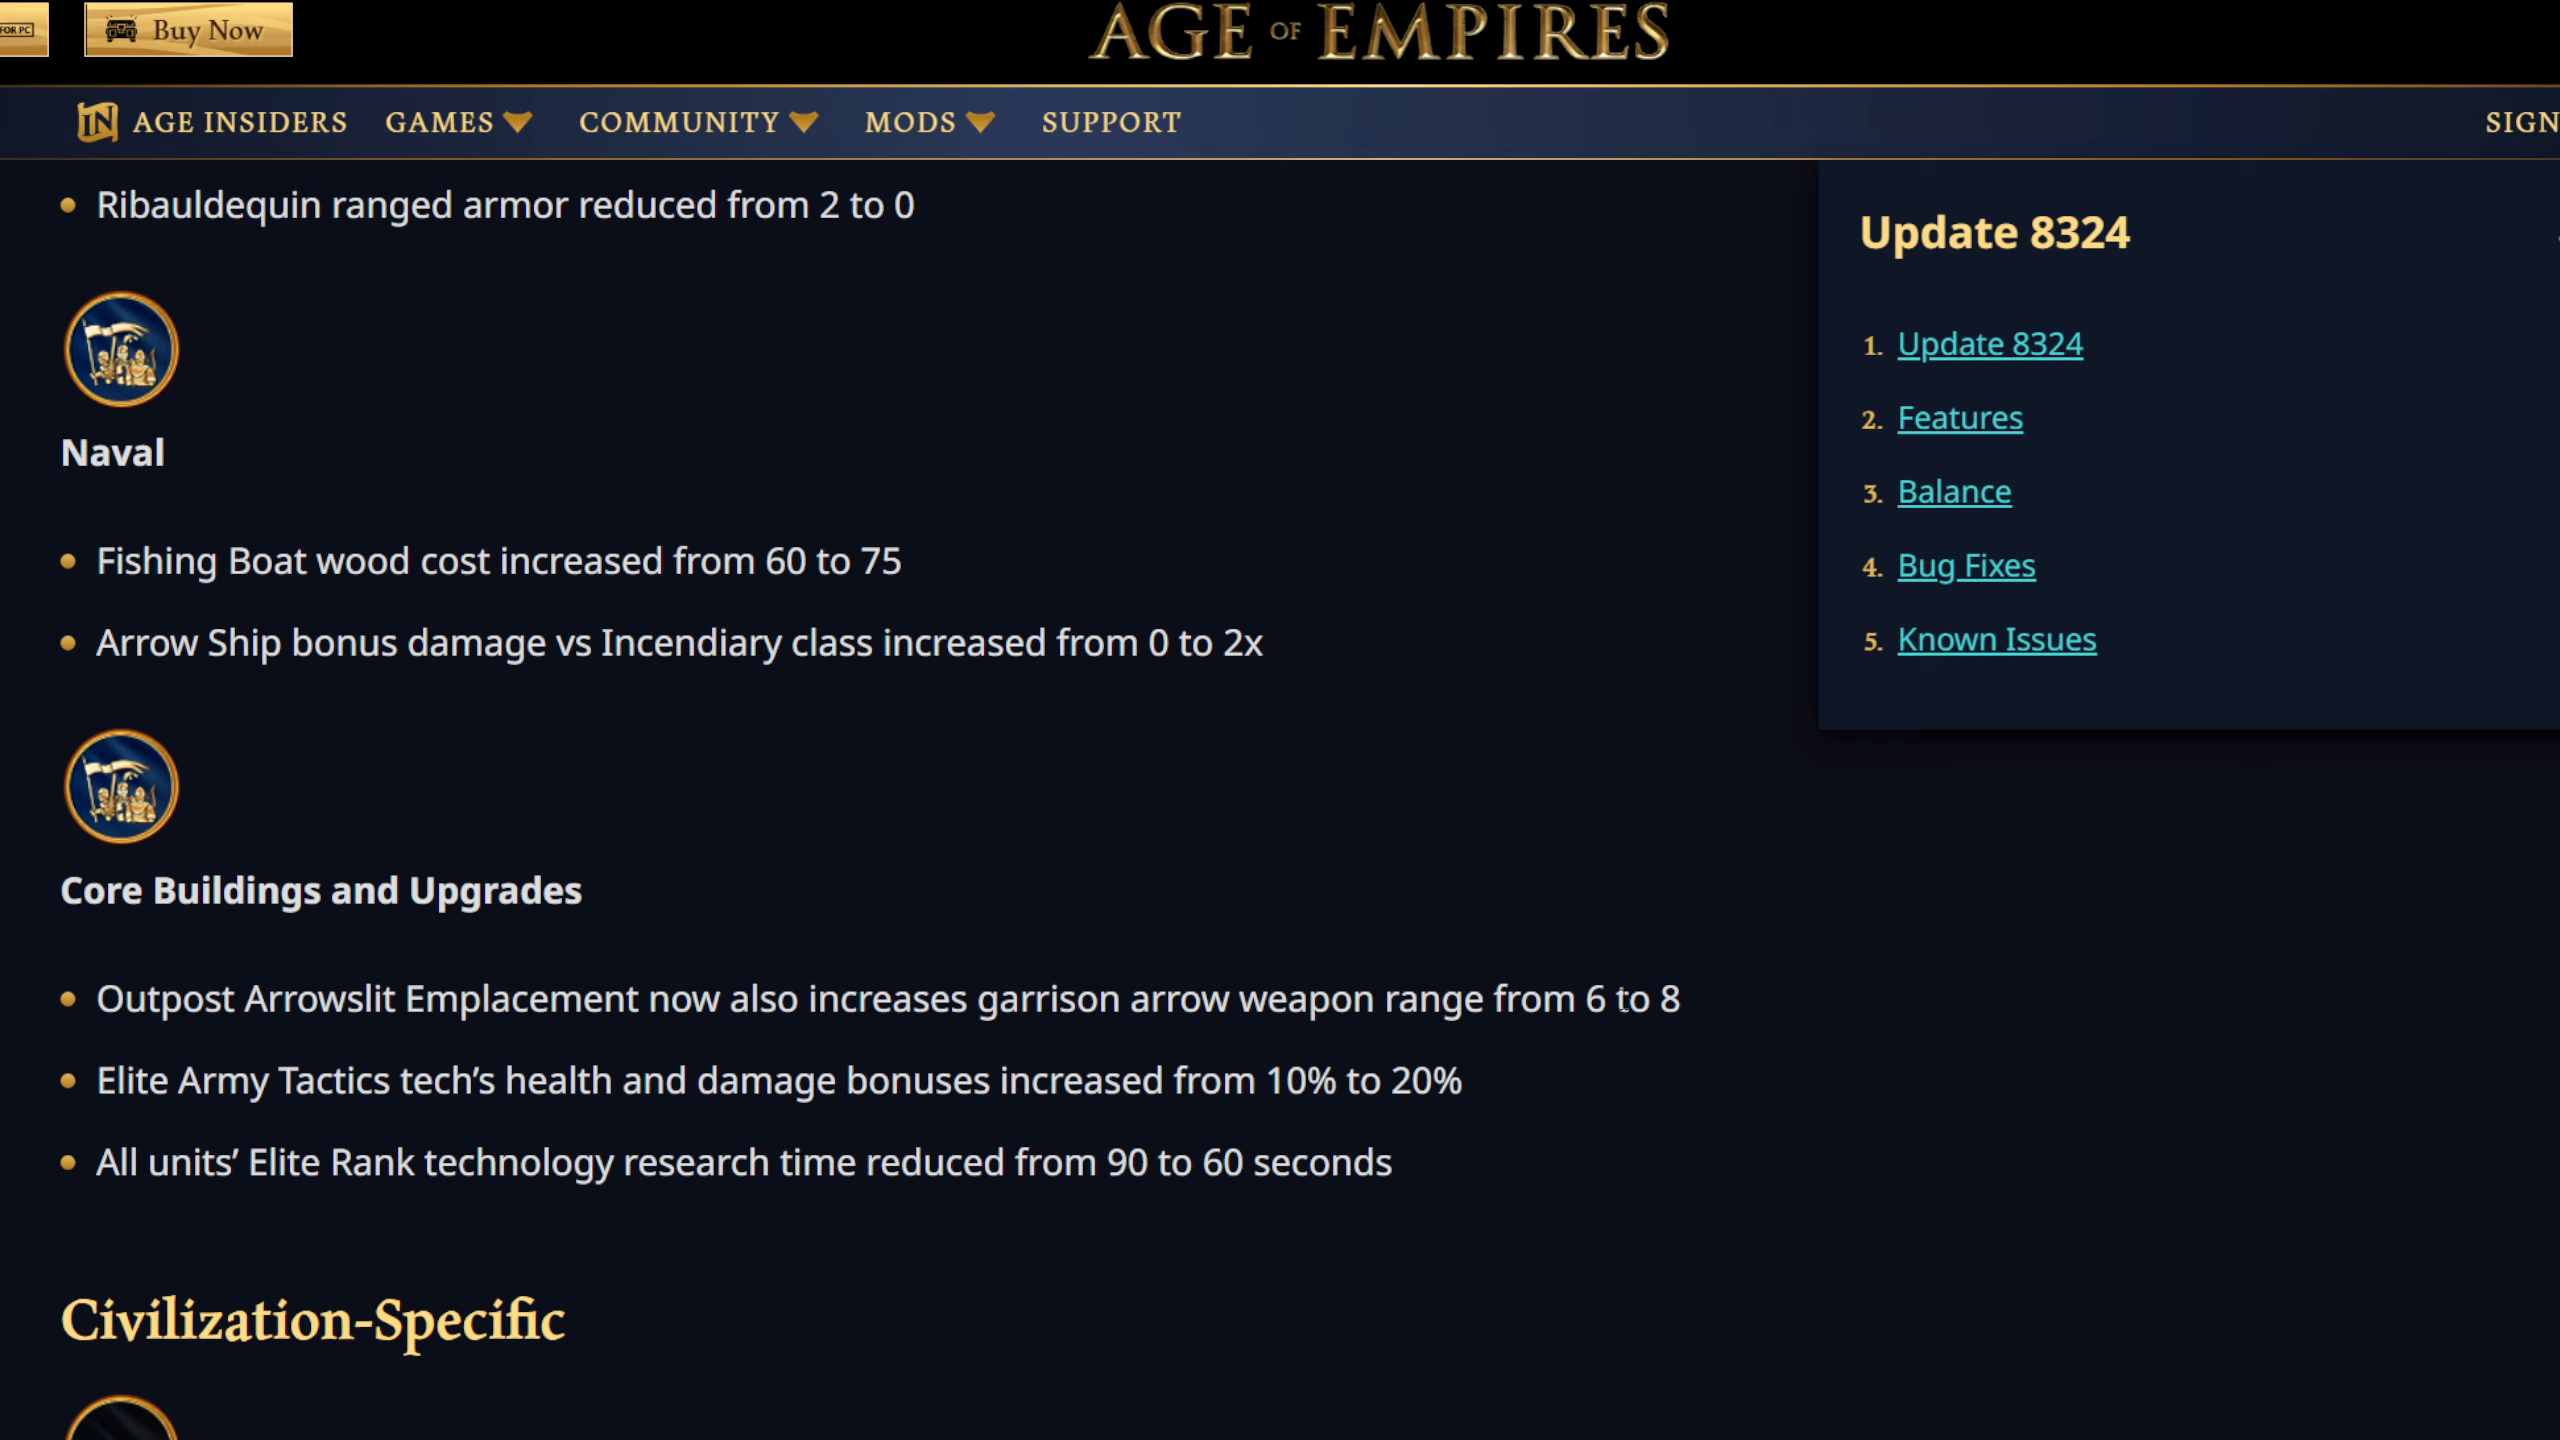 FOR PC
Buy Now
AGE OF EMPIRES
IN AGE INSIDERS
GAMES
COMMUNITY
MODS
SUPPORT
SIGN
Ribauldequin ranged armor reduced from 2 to 0
Naval
Fishing Boat wood cost increased from 60 to 75
Arrow Ship bonus damage vs Incendiary class increased from 0 to 2x
Core Buildings and Upgrades
Outpost Arrowslit Emplacement now also increases garrison arrow weapon range from 6 to 8
Elite Army Tactics tech’s health and damage bonuses increased from 10% to 20%
All units’ Elite Rank technology research time reduced from 90 to 60 seconds
Civilization-Specific
Update 8324
1. Update 8324
2. Features
3. Balance
4. Bug Fixes
5. Known Issues